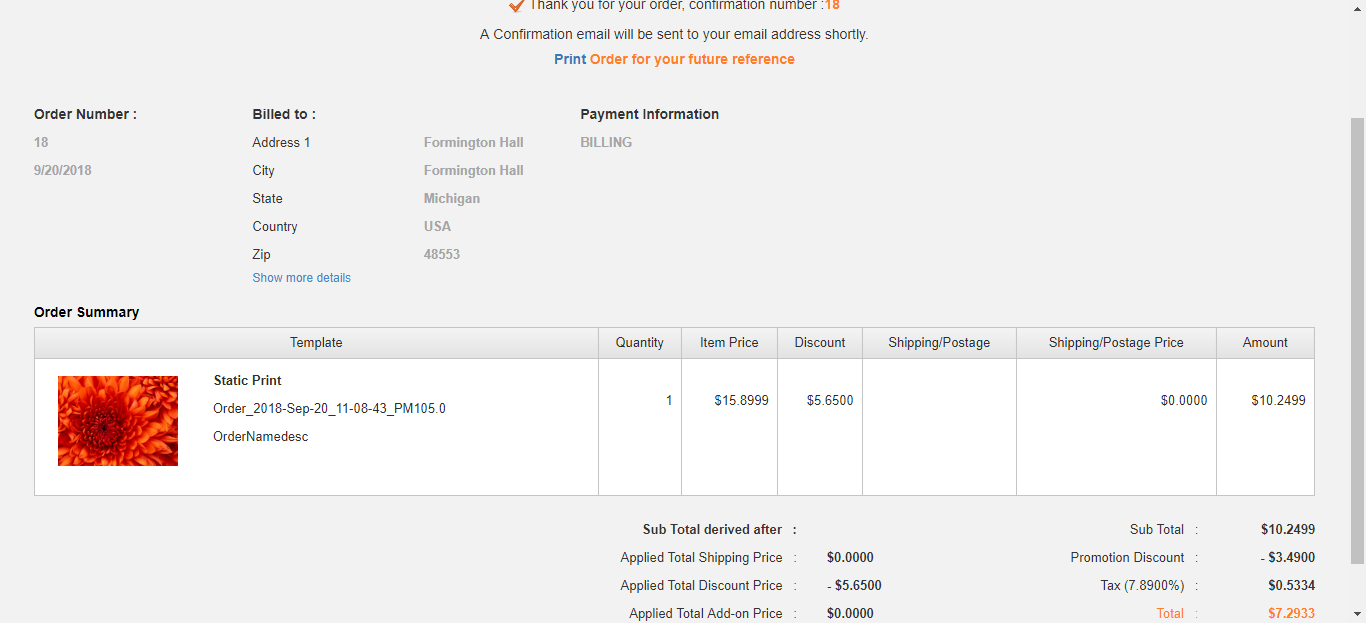 Thank you for your order, confirmation number :18
A Confirmation email will be sent to your email address shortly.
Print Order for your future reference
Order Number :
18
9/20/2018
Billed to :
Address 1 Formington Hall
City Formington Hall
State Michigan
Country USA
Zip 48553
Show more details
Payment Information
BILLING
Order Summary
Template Quantity Item Price Discount Shipping/Postage Shipping/Postage Price Amount
Static Print
Order_2018-Sep-20_11-08-43_PM105.0
OrderNamedesc
1 $15.8999 $5.6500 $0.0000 $10.2499
Sub Total derived after :
Applied Total Shipping Price : $0.0000
Applied Total Discount Price : - $5.6500
Applied Total Add-on Price : $0.0000
Sub Total : $10.2499
Promotion Discount : - $3.4900
Tax (7.8900%) : $0.5334
Total : $7.2933